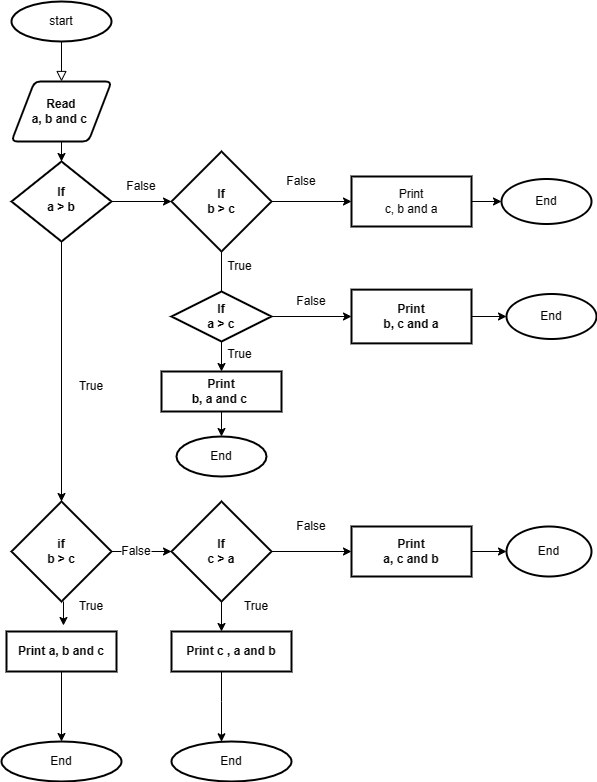 start
Read
a, b and c
If
a > b
False
If
b > c
False
Print
c, b and a
End
True
If
a > c
False
Print
b, c and a
End
True
Print
b, a and c
End
True
if
b > c
False
If
c > a
False
Print
a, c and b
End
True
Print a, b and c
True
Print c , a and b
End
End